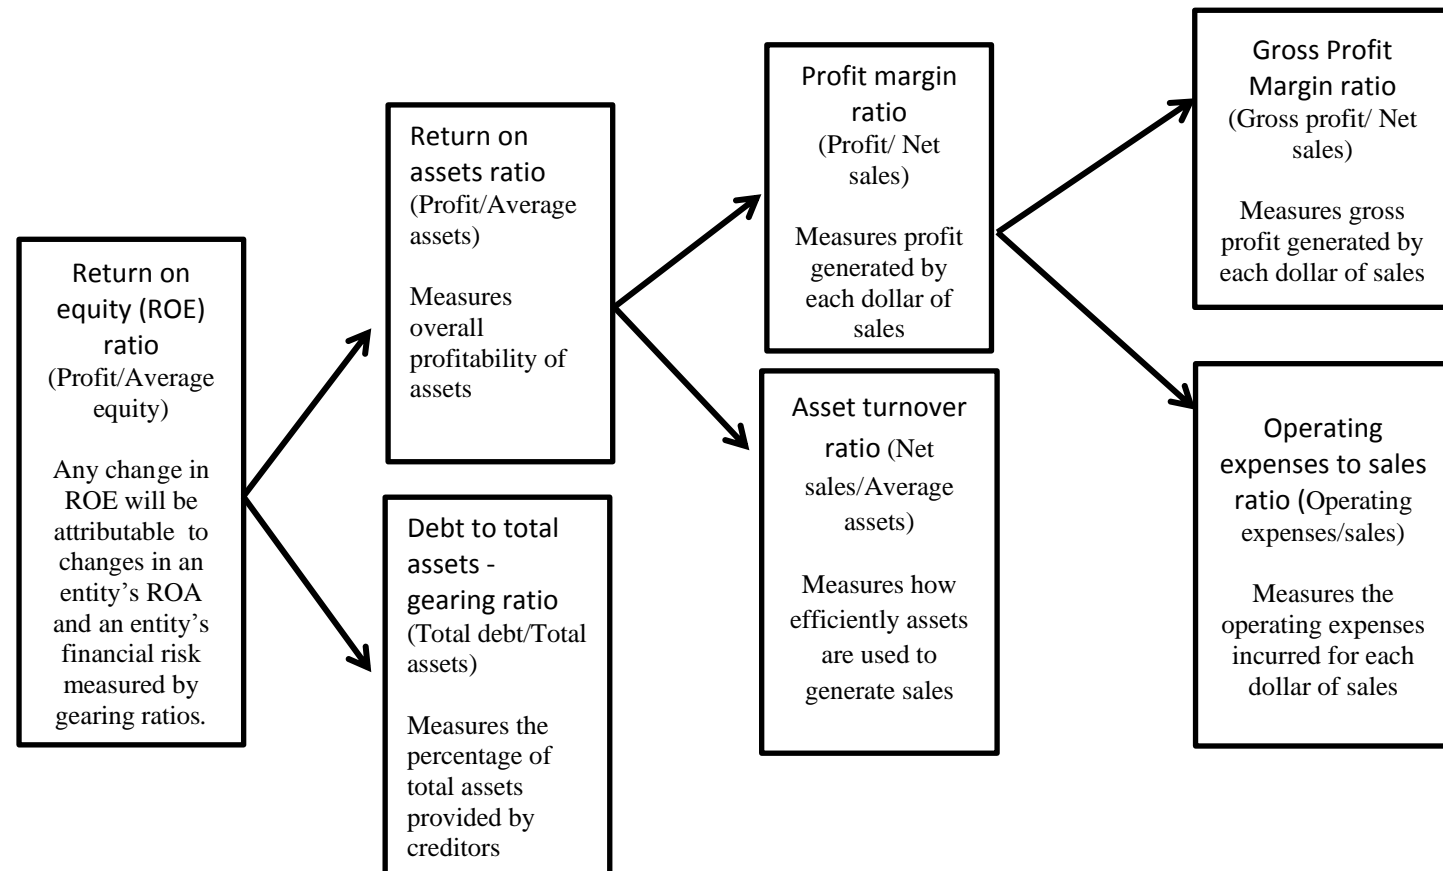 Return on
equity (ROE)
ratio
(Profit/Average
equity)
Any change in
ROE will be
attributable to
changes in an
entity’s ROA
and an entity’s
financial risk
measured by
gearing ratios.
Return on
assets ratio
(Profit/Average
assets)
Measures
overall
profitability of
assets
Debt to total
assets -
gearing ratio
(Total debt/Total
assets)
Measures the
percentage of
total assets
provided by
creditors
Profit margin
ratio
(Profit/ Net
sales)
Measures profit
generated by
each dollar of
sales
Asset turnover
ratio (Net
sales/Average
assets)
Measures how
efficiently assets
are used to
generate sales
Gross Profit
Margin ratio
(Gross profit/ Net
sales)
Measures gross
profit generated by
each dollar of sales
Operating
expenses to sales
ratio (Operating
expenses/sales)
Measures the
operating expenses
incurred for each
dollar of sales